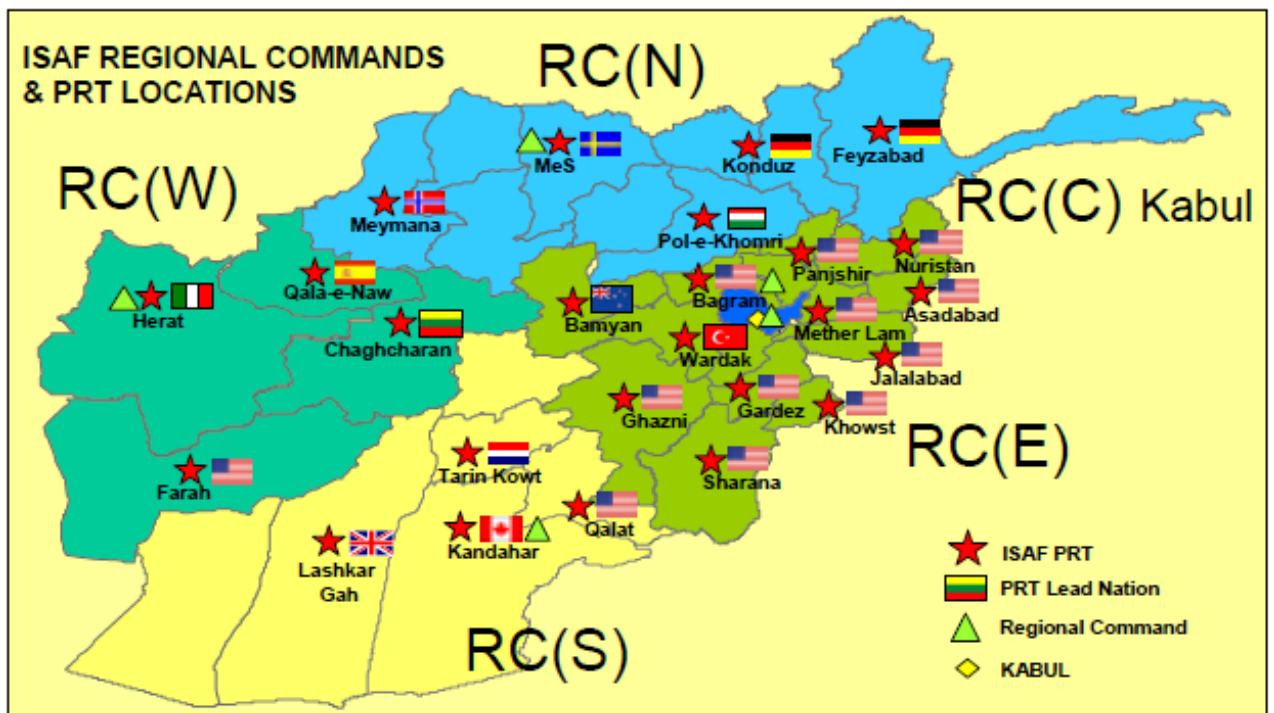 ISAF REGIONAL COMMANDS
& PRT LOCATIONS
RC(N)
RC(W)
RC(C) Kabul
MeS
Konduz
Feyzabad
Meymana
Pol-e-Khomri
Panjshir
Nuristan
Qala-e-Naw
Herat
Bagram
Asadabad
Bamyan
Mether Lam
Chaghcharan
Wardak
Jalalabad
Ghazni
Gardez
Khowst
RC(E)
Tarin Kowt
Sharana
Farah
Qalat
Kandahar
Lashkar
Gah
RC(S)
ISAF PRT
PRT Lead Nation
Regional Command
KABUL